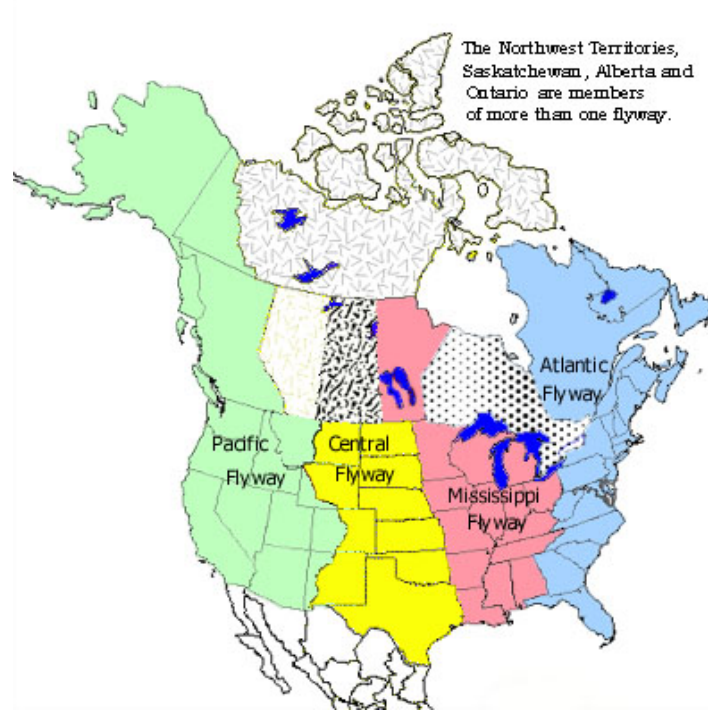 The Northwest Territories,
Saskatchewan, Alberta and
Ontario are members
of more than one flyway.
Atlantic
Flyway
Pacific
Flyway
Central
Flyway
Mississippi
Flyway